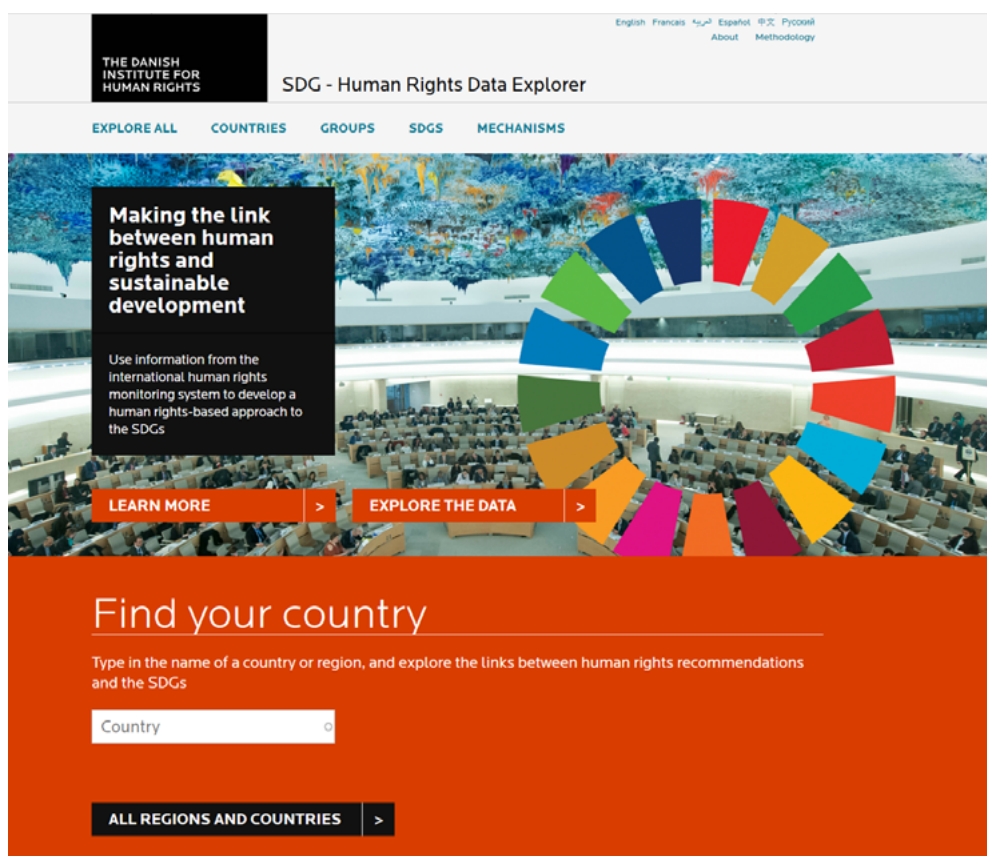 English Francais العربية Español 中文 Русский
About Methodology
THE DANISH
INSTITUTE FOR
HUMAN RIGHTS
SDG - Human Rights Data Explorer
EXPLORE ALL COUNTRIES GROUPS SDGS MECHANISMS
Making the link
between human
rights and
sustainable
development
Use information from the
international human rights
monitoring system to develop a
human rights-based approach to
the SDGs
LEARN MORE >
EXPLORE THE DATA >
Find your country
Type in the name of a country or region, and explore the links between human rights recommendations
and the SDGs
Country
ALL REGIONS AND COUNTRIES >